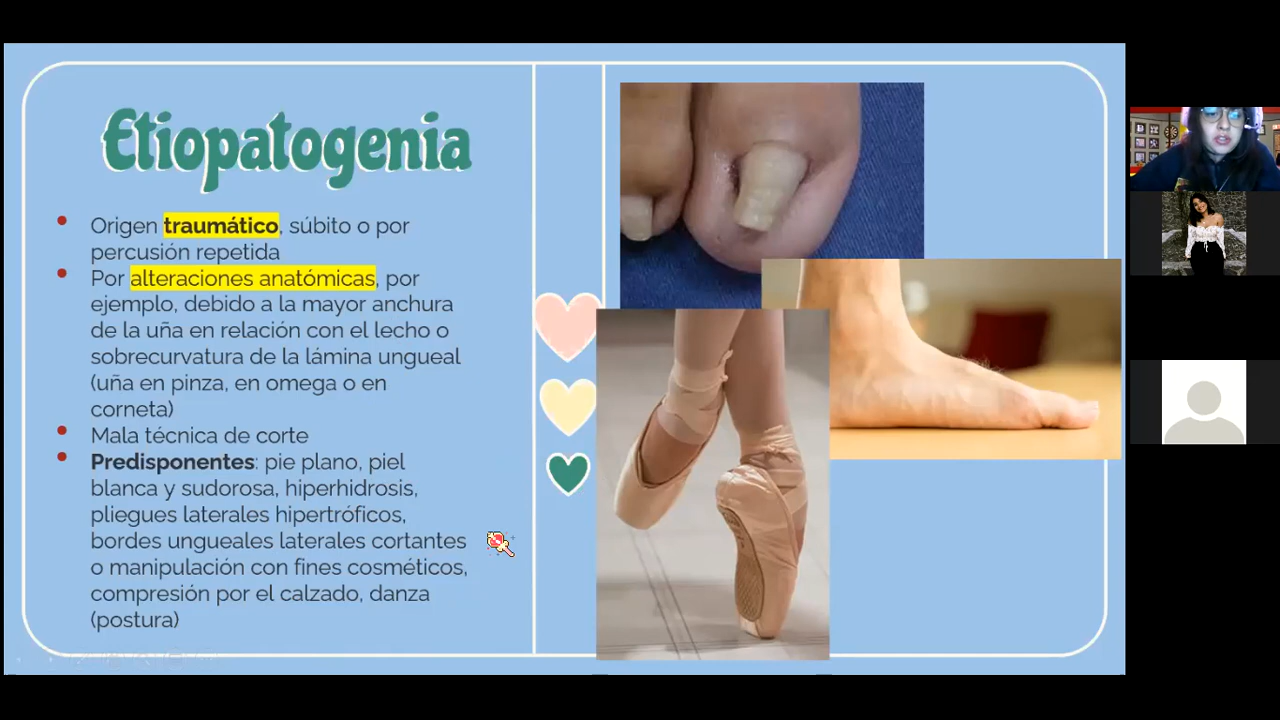 Etiopatogenia
Origen traumático, súbito o por
percusión repetida
Por alteraciones anatómicas, por
ejemplo, debido a la mayor anchura
de la uña en relación con el lecho o
sobrecurvatura de la lámina ungueal
(uña en pinza, en omega o en
corneta)
Mala técnica de corte
Predisponentes: pie plano, piel
blanca y sudorosa, hiperhidrosis,
pliegues laterales hipertróficos,
bordes ungueales laterales cortantes
o manipulación con fines cosméticos,
compresión por el calzado, danza
(postura)